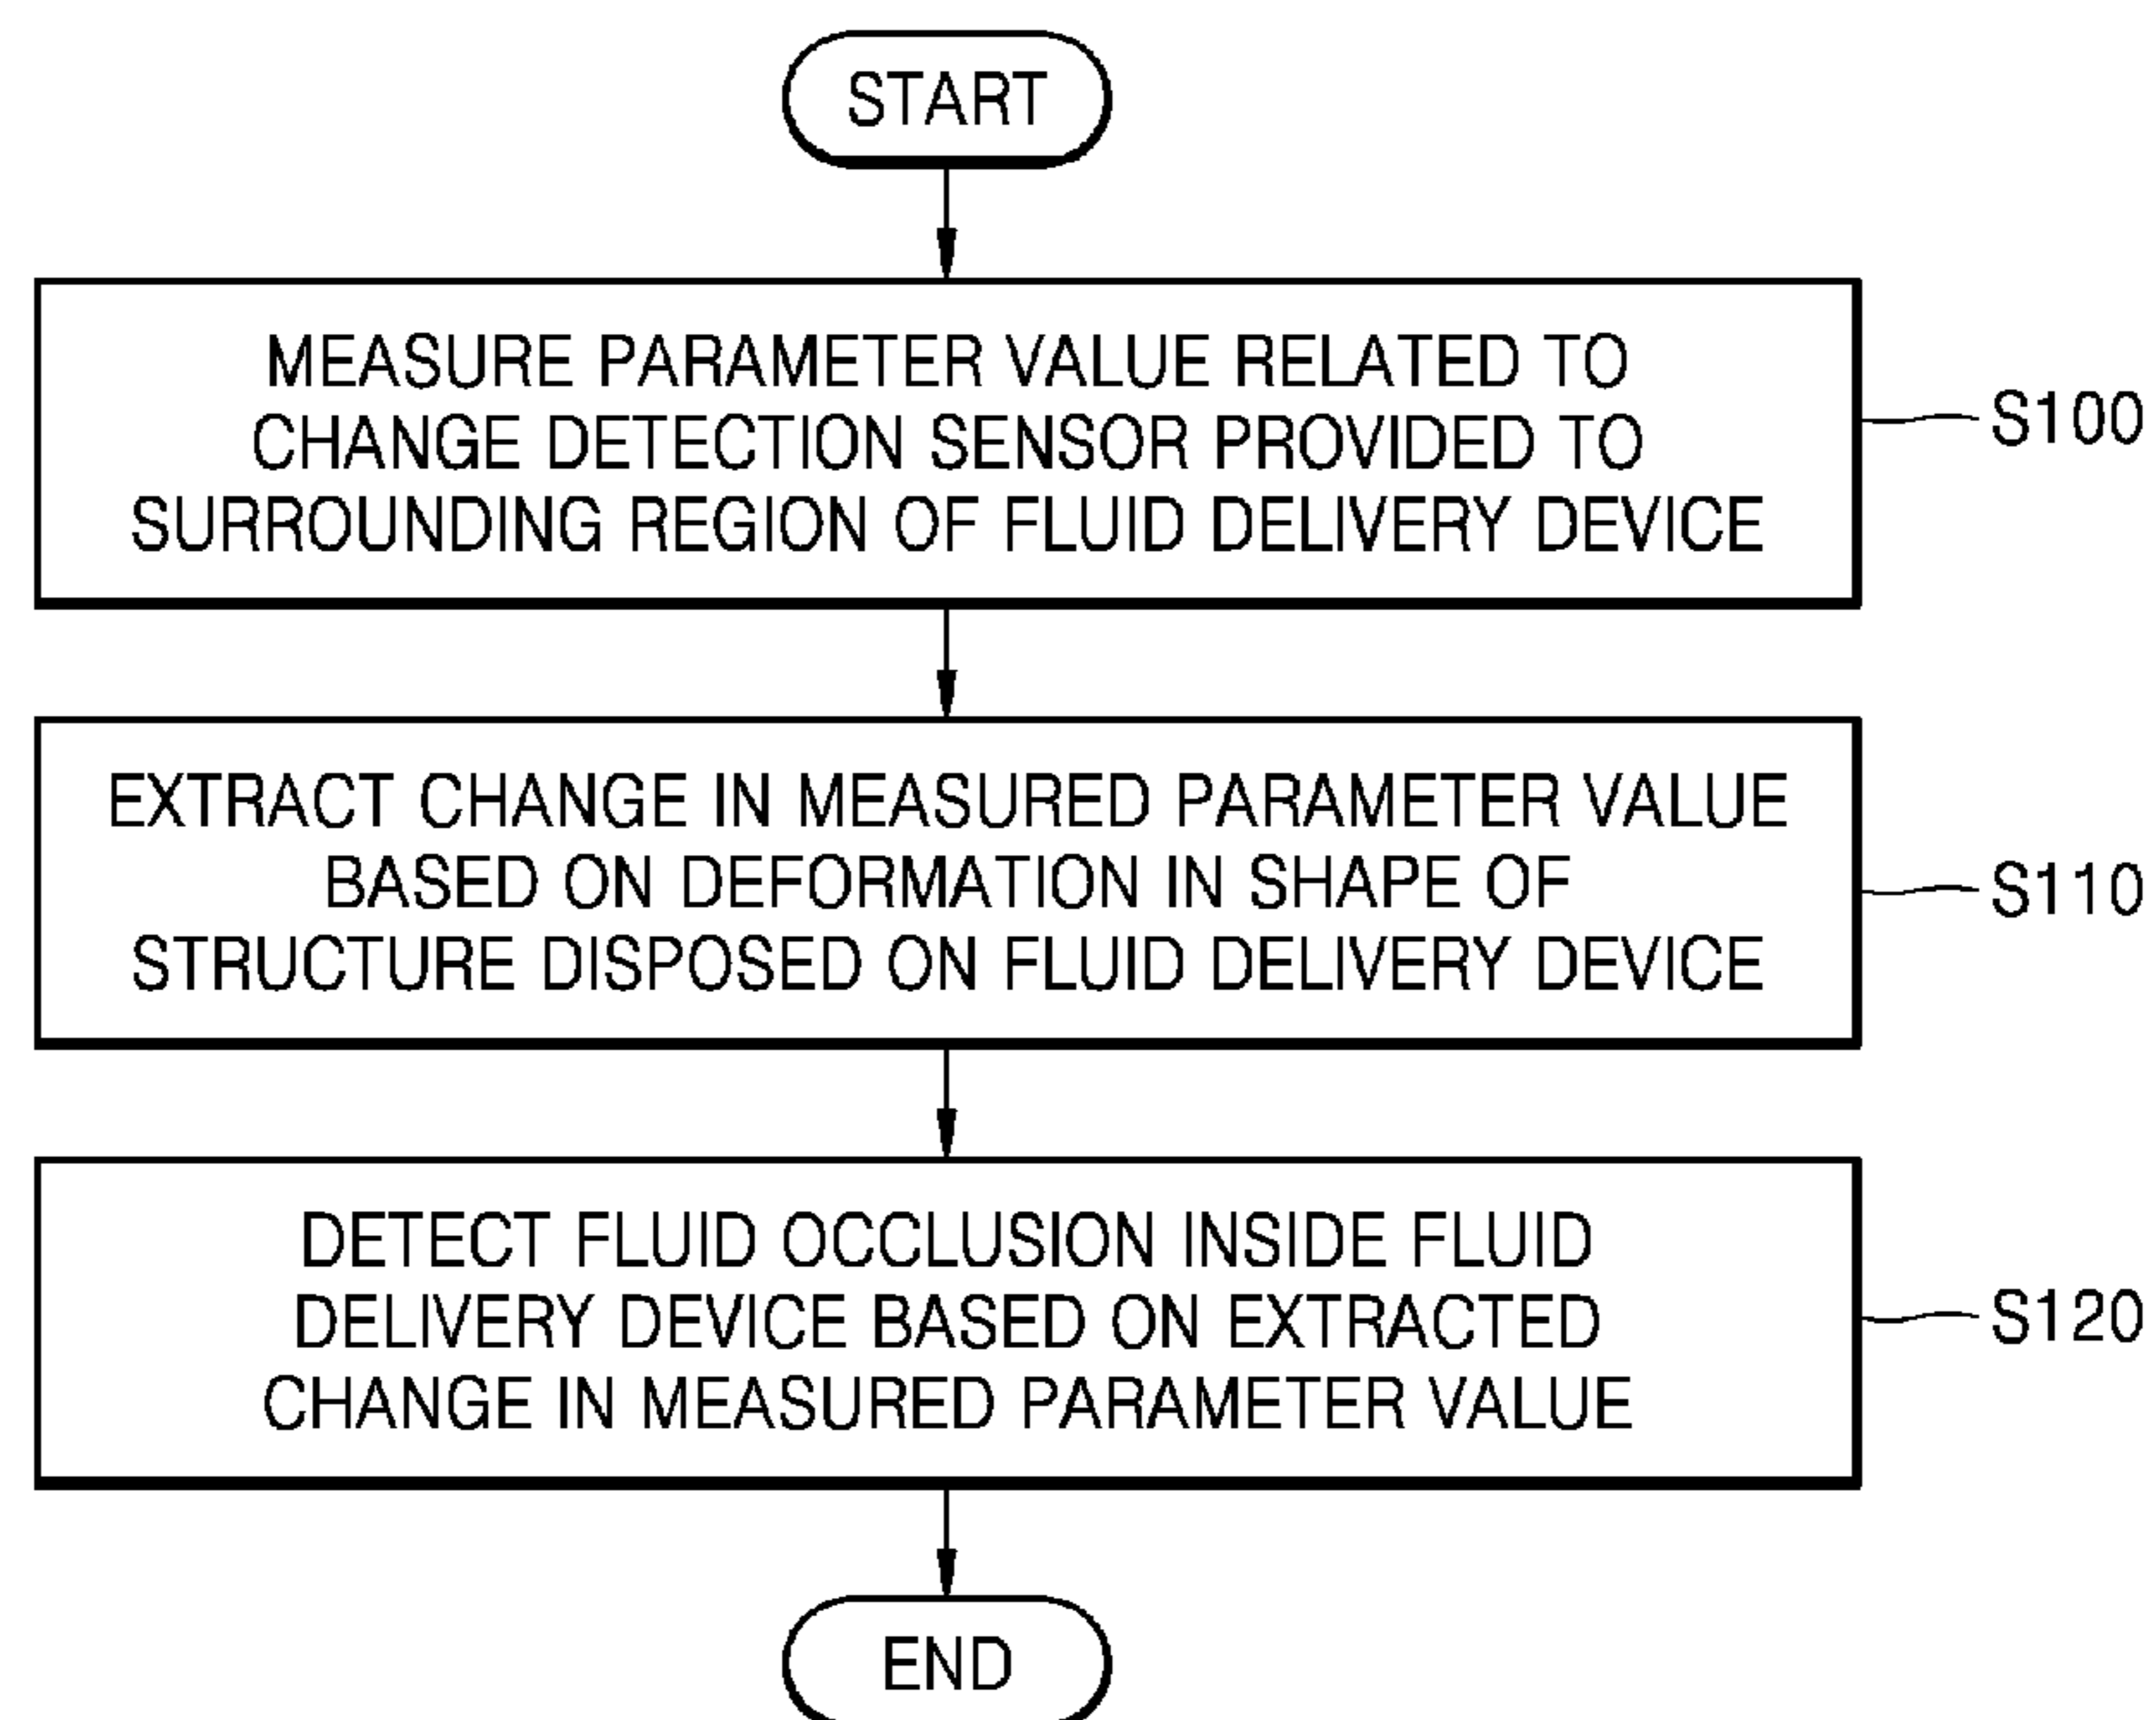 START
MEASURE PARAMETER VALUE RELATED TO
CHANGE DETECTION SENSOR PROVIDED TO
SURROUNDING REGION OF FLUID DELIVERY DEVICE
S100
EXTRACT CHANGE IN MEASURED PARAMETER VALUE
BASED ON DEFORMATION IN SHAPE OF
STRUCTURE DISPOSED ON FLUID DELIVERY DEVICE
S110
DETECT FLUID OCCLUSION INSIDE FLUID
DELIVERY DEVICE BASED ON EXTRACTED
CHANGE IN MEASURED PARAMETER VALUE
S120
END